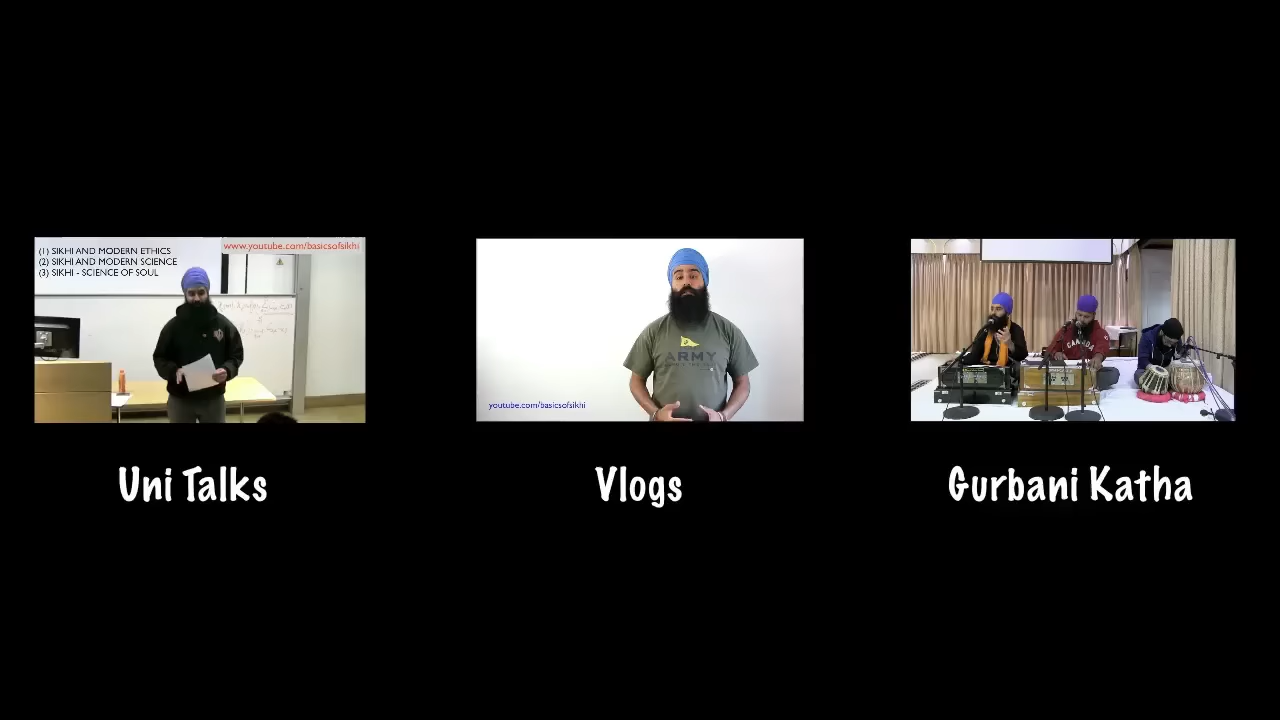 (1) SIKHI AND MODERN ETHICS
(2) SIKHI AND MODERN SCIENCE
(3) SIKHI - SCIENCE OF SOUL
www.youtube.com/basicsofsikhi
ARMY
youtube.com/basicsofsikhi
CANADA
Uni Talks
Vlogs
Gurbani Katha